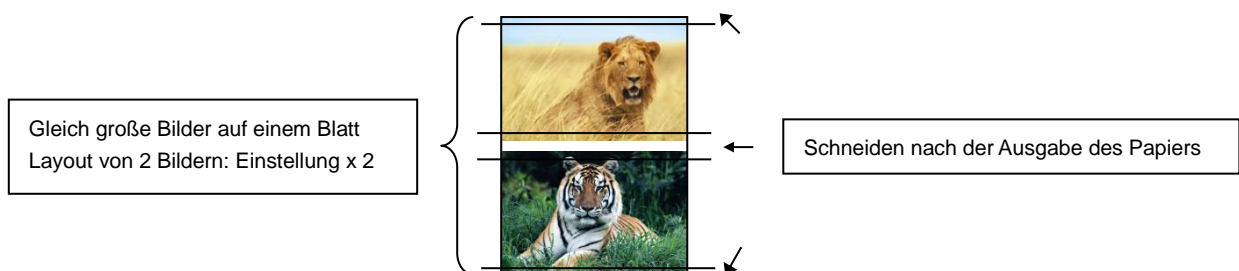 Gleich große Bilder auf einem Blatt
Layout von 2 Bildern: Einstellung x 2
Schneiden nach der Ausgabe des Papiers